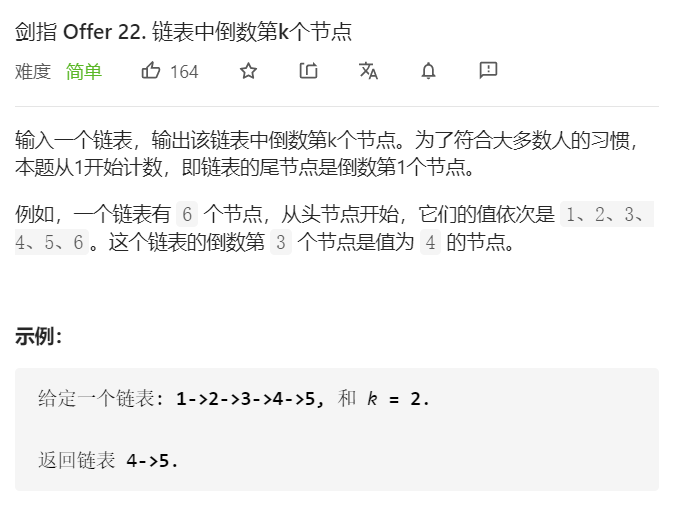 剑指 Offer 22. 链表中倒数第k个节点
难度 简单 164
输入一个链表，输出该链表中倒数第k个节点。为了符合大多数人的习惯，
本题从1开始计数，即链表的尾节点是倒数第1个节点。
例如，一个链表有 6 个节点，从头节点开始，它们的值依次是 1、2、3、
4、5、6。这个链表的倒数第 3 个节点是值为 4 的节点。
示例：
给定一个链表: 1->2->3->4->5, 和 k = 2.
返回链表 4->5.